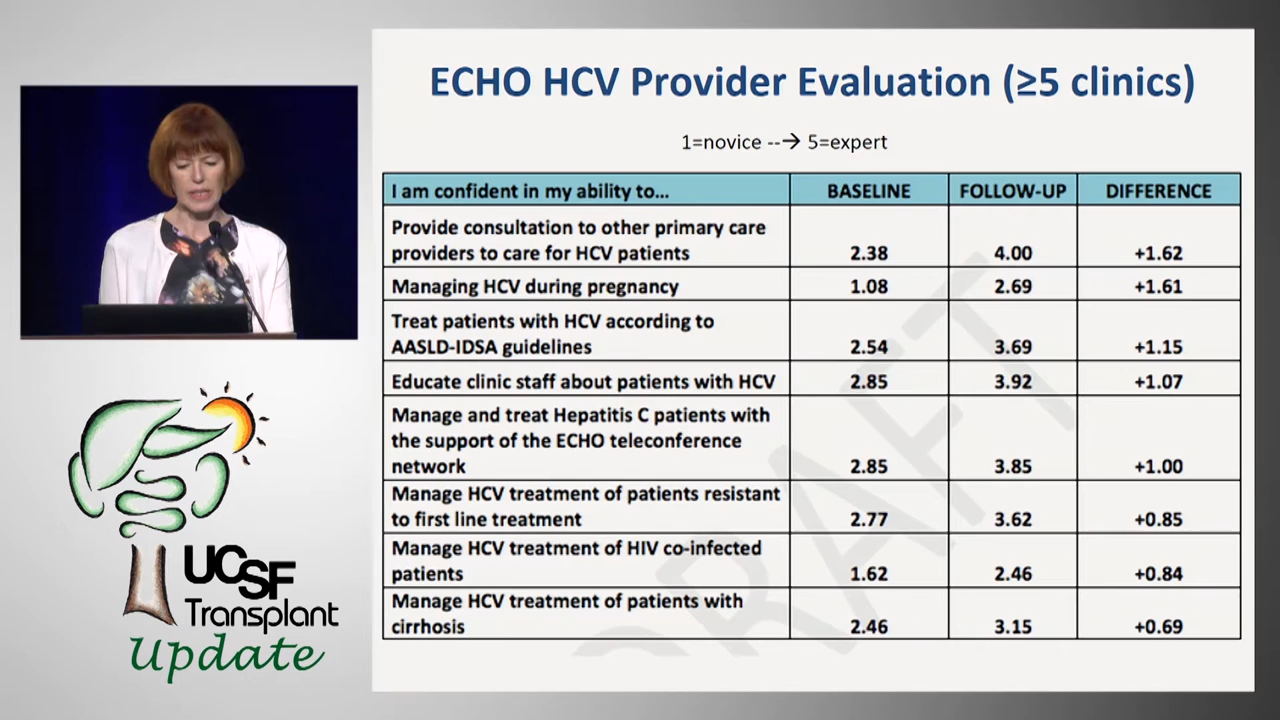 ECHO HCV Provider Evaluation (≥5 clinics)
1=novice --→ 5=expert
I am confident in my ability to... BASELINE FOLLOW-UP DIFFERENCE
Provide consultation to other primary care
providers to care for HCV patients 2.38 4.00 +1.62
Managing HCV during pregnancy 1.08 2.69 +1.61
Treat patients with HCV according to
AASLD-IDSA guidelines 2.54 3.69 +1.15
Educate clinic staff about patients with HCV 2.85 3.92 +1.07
Manage and treat Hepatitis C patients with
the support of the ECHO teleconference
network 2.85 3.85 +1.00
Manage HCV treatment of patients resistant
to first line treatment 2.77 3.62 +0.85
Manage HCV treatment of HIV co-infected
patients 1.62 2.46 +0.84
Manage HCV treatment of patients with
cirrhosis 2.46 3.15 +0.69
DRAFT
UCSF
Transplant
Update